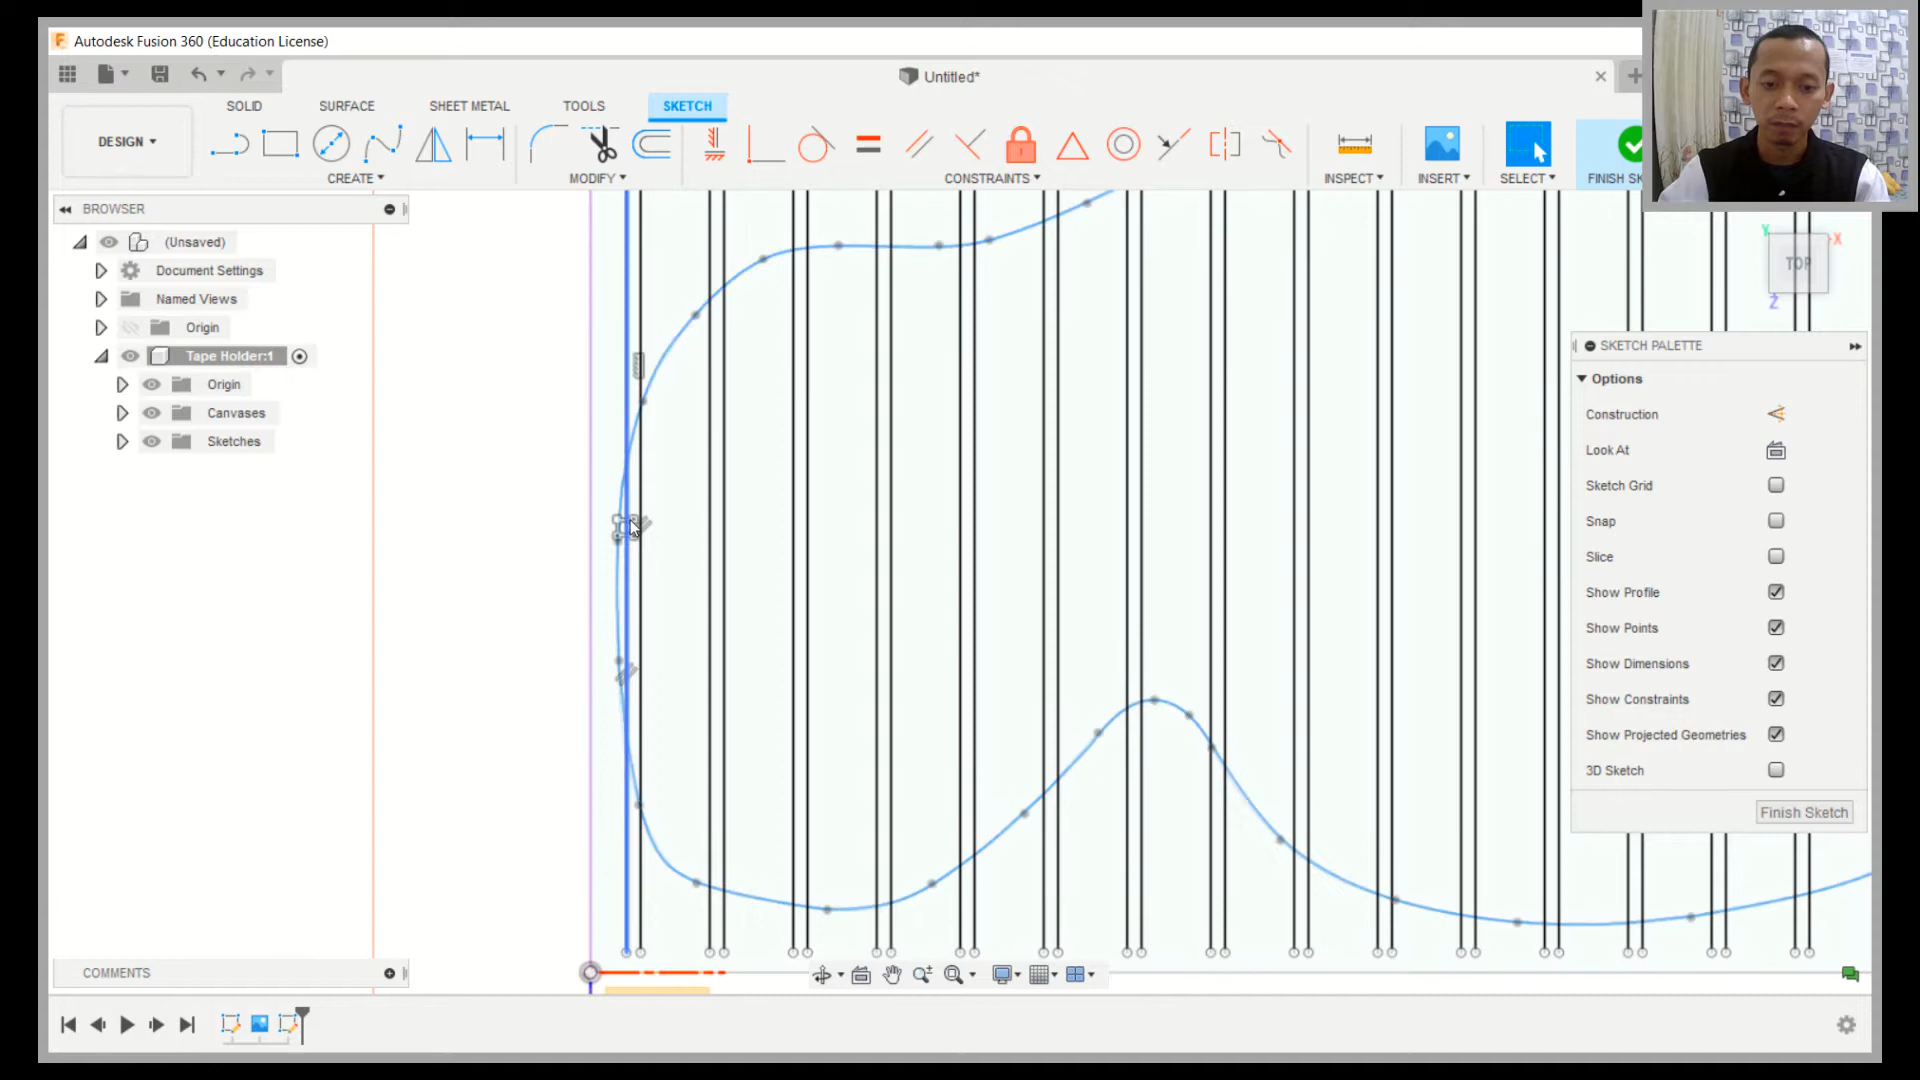 Autodesk Fusion 360 (Education License)
Untitled*
SOLID SURFACE SHEET METAL TOOLS SKETCH
DESIGN
CREATE MODIFY CONSTRAINTS INSPECT INSERT SELECT FINISH SK
BROWSER
(Unsaved)
Document Settings
Named Views
Origin
Tape Holder:1
Origin
Canvases
Sketches
Y
X
TOP
Z
SKETCH PALETTE
Options
Construction
Look At
Sketch Grid
Snap
Slice
Show Profile
Show Points
Show Dimensions
Show Constraints
Show Projected Geometries
3D Sketch
Finish Sketch
COMMENTS